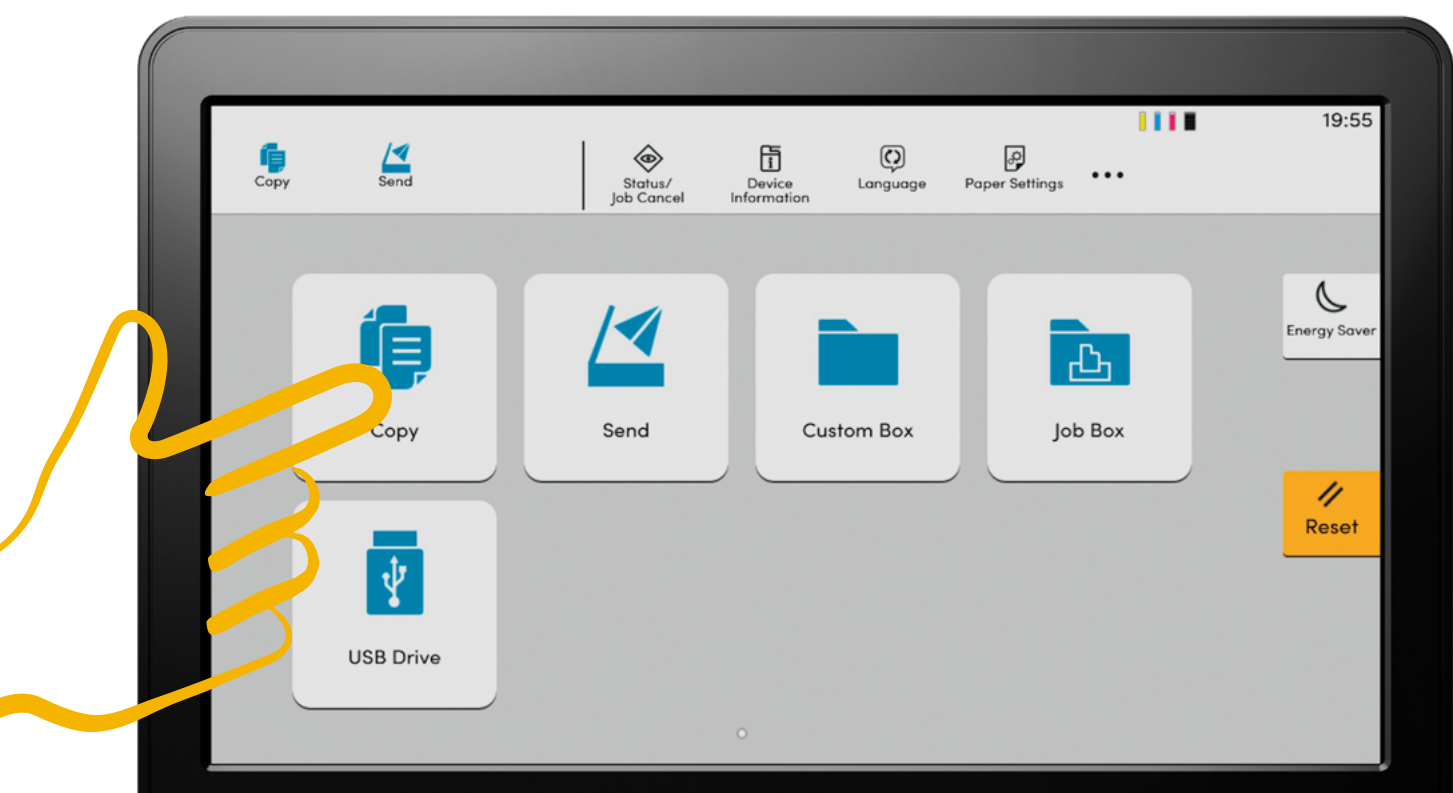 19:55
Copy
Send
Status/
Job Cancel
Device
Information
Language
Paper Settings
Energy Saver
Copy
Send
Custom Box
Job Box
Reset
USB Drive